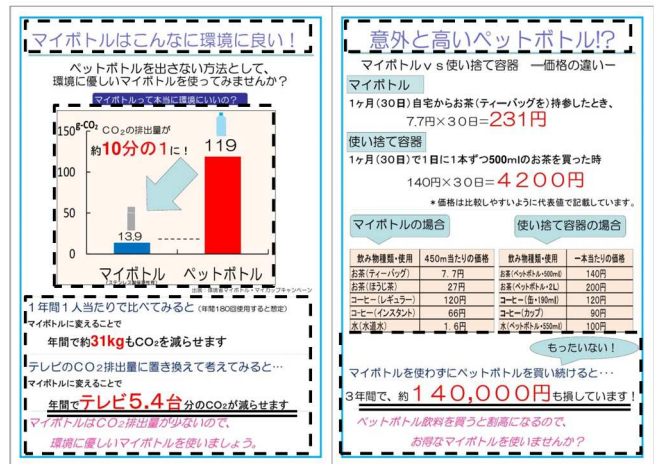 マイボトルはこんなに環境に良い！
ペットボトルを出さない方法として、
環境に優しいマイボトルを使ってみませんか？
マイボトルって本当に環境にいいの？
g-CO₂
150
100
50
0
CO₂の排出量が
約10分の1に！
119
13.9
マイボトル
ペットボトル
1年間1人当たりで比べてみると（年間180回使用すると想定）
マイボトルに変えることで
年間で約31kgもCO₂を減らせます
テレビのCO₂排出量に置き換えて考えてみると…
マイボトルに変えることで
年間でテレビ5.4台分のCO₂が減らせます
マイボトルはCO₂排出量が少ないので、
環境に優しいマイボトルを使いましょう。
意外と高いペットボトル!?
マイボトルｖｓ使い捨て容器　―価格の違い―
マイボトル
1ヶ月（30日）自宅からお茶（ティーバッグを）持参したとき、
7.7円×30日=231円
使い捨て容器
1ヶ月（30日）で1日に1本ずつ500mlのお茶を買った時
140円×30日=4200円
＊価格は比較しやすいように代表値で記載しています。
マイボトルの場合
使い捨て容器の場合
飲み物種類・使用　450m当たりの価格
お茶（ティーバッグ）　7.7円
お茶（ほうじ茶）　27円
コーヒー（レギュラー）　120円
コーヒー（インスタント）　66円
水（水道水）　1.6円
飲み物種類・使用　一本当たりの価格
お茶（ペットボトル・500ml）　140円
お茶（ペットボトル・2L）　200円
コーヒー（缶・190ml）　120円
コーヒー（カップ）　90円
水（ペットボトル・550ml）　100円
もったいない！
マイボトルを使わずにペットボトルを買い続けると…
3年間で、約140,000円も損しています！
ペットボトル飲料を買うと割高になるので、
お得なマイボトルを使いませんか？